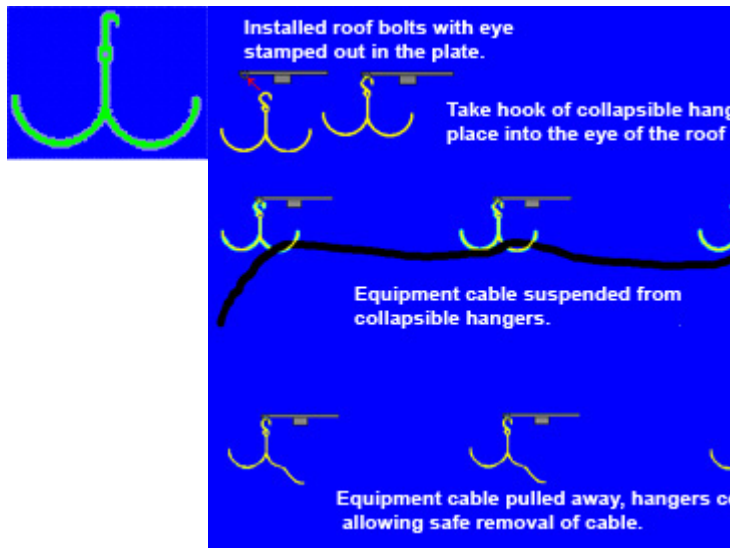 Installed roof bolts with eye
stamped out in the plate.
Take hook of collapsible hang
place into the eye of the roof
Equipment cable suspended from
collapsible hangers.
Equipment cable pulled away, hangers c
allowing safe removal of cable.